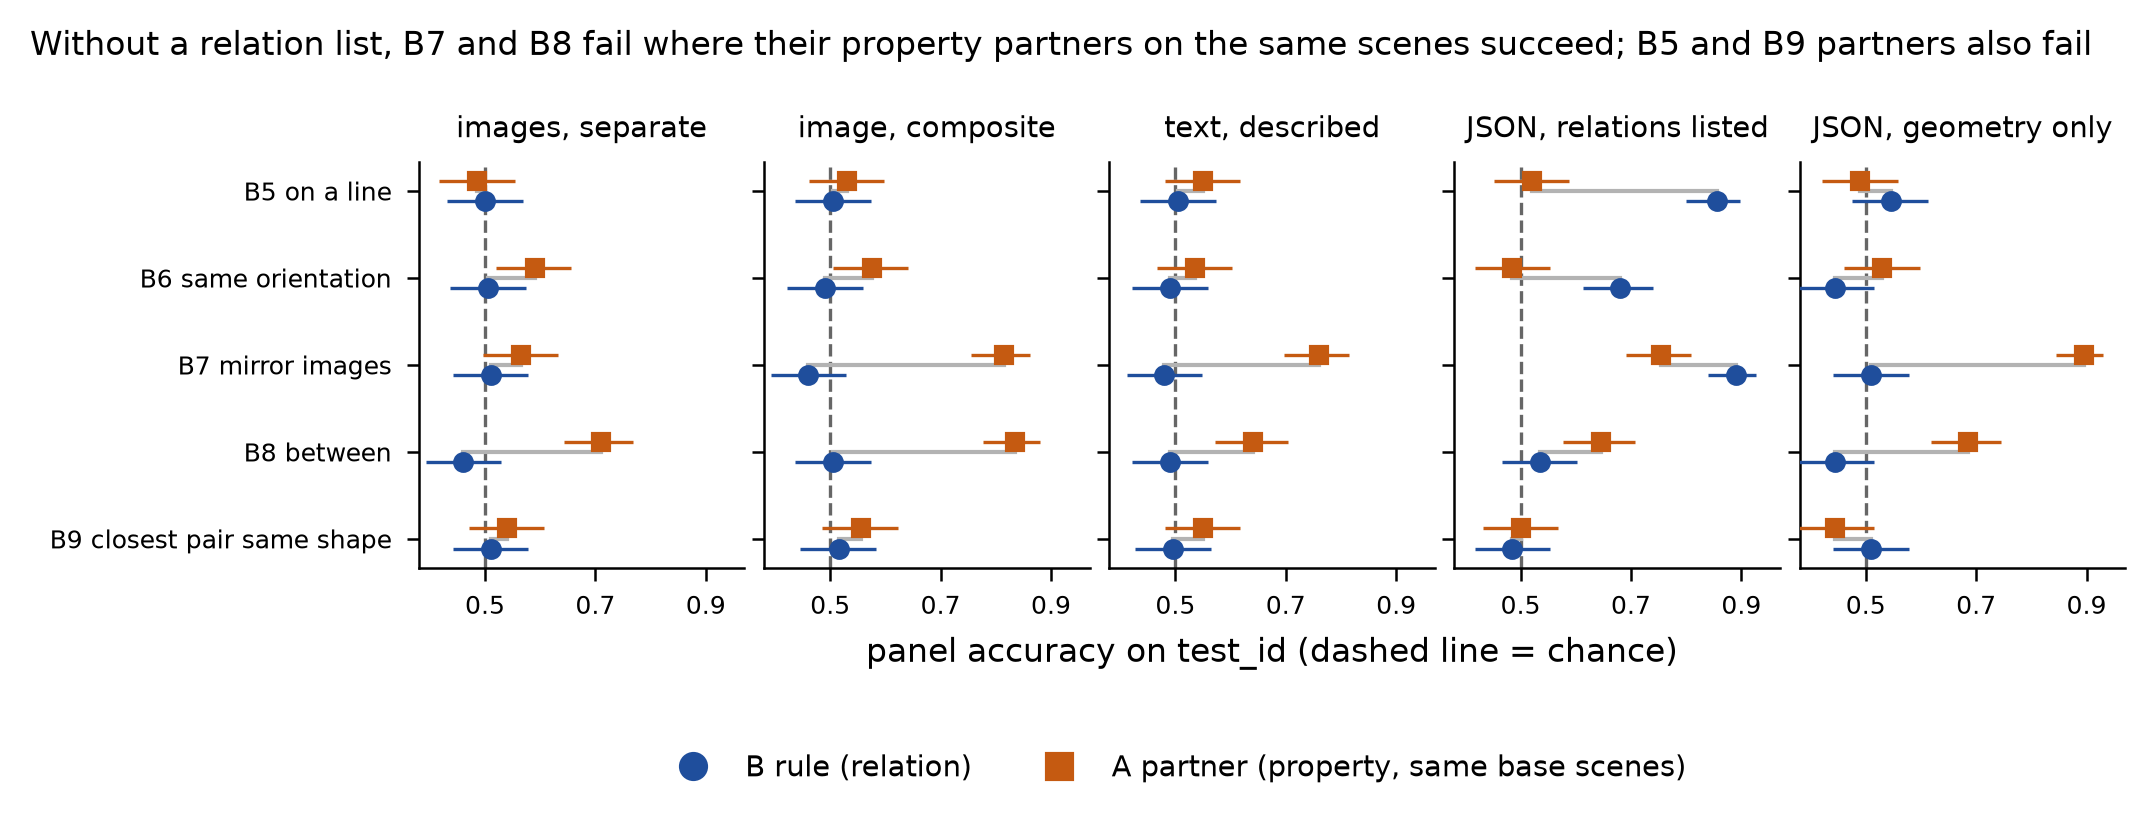 Without a relation list, B7 and B8 fail where their property partners on the same scenes succeed; B5 and B9 partners also fail
images, separate
image, composite
text, described
JSON, relations listed
JSON, geometry only
B5 on a line
B6 same orientation
B7 mirror images
B8 between
B9 closest pair same shape
0.5 0.7 0.9
0.5 0.7 0.9
0.5 0.7 0.9
0.5 0.7 0.9
0.5 0.7 0.9
panel accuracy on test_id (dashed line = chance)
B rule (relation)
A partner (property, same base scenes)